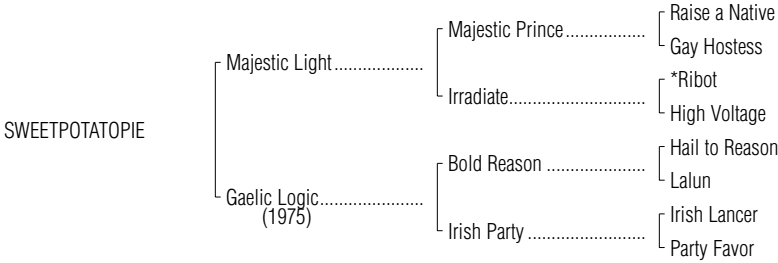 Raise a Native
Majestic Prince..................
Gay Hostess
Majestic Light...................
*Ribot
Irradiate.............................
High Voltage
SWEETPOTATOPIE
Hail to Reason
Bold Reason .....................
Lalun
Gaelic Logic......................
(1975)
Irish Lancer
Irish Party .........................
Party Favor